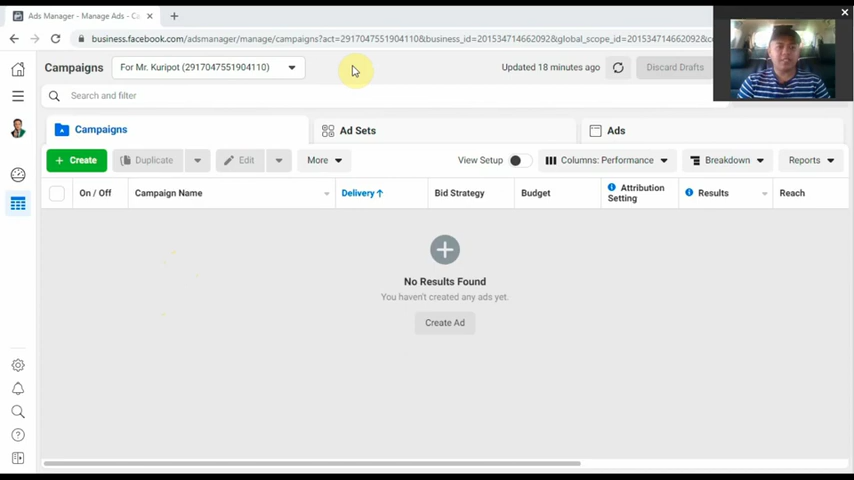 Ads Manager - Manage Ads - Ca
business.facebook.com/adsmanager/manage/campaigns?act=2917047551904110&business_id=201534714662092&global_scope_id=201534714662092&c
Campaigns
For Mr. Kuripot (2917047551904110)
Updated 18 minutes ago
Discard Drafts
Search and filter
Campaigns
Ad Sets
Ads
+ Create
Duplicate
Edit
More
View Setup
Columns: Performance
Breakdown
Reports
On / Off
Campaign Name
Delivery ↑
Bid Strategy
Budget
Attribution
Setting
Results
Reach
No Results Found
You haven't created any ads yet.
Create Ad